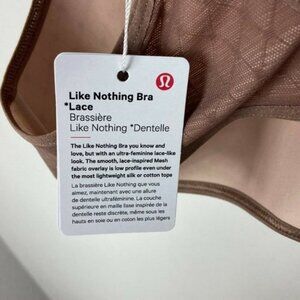 Like Nothing Bra
*Lace
Brassière
Like Nothing *Dentelle
The Like Nothing Bra you know and
love, but with an ultra-feminine lace-like
look. The smooth, lace-inspired Mesh
fabric overlay is low profile even under
the most lightweight silk or cotton tops
La brassière Like Nothing que vous
aimez, maintenant avec une allure
de dentelle ultraféminine. La couche
supérieure en maille lisse inspirée de la
dentelle reste discrète, même sous les
hauts en soie ou en coton les plus légers